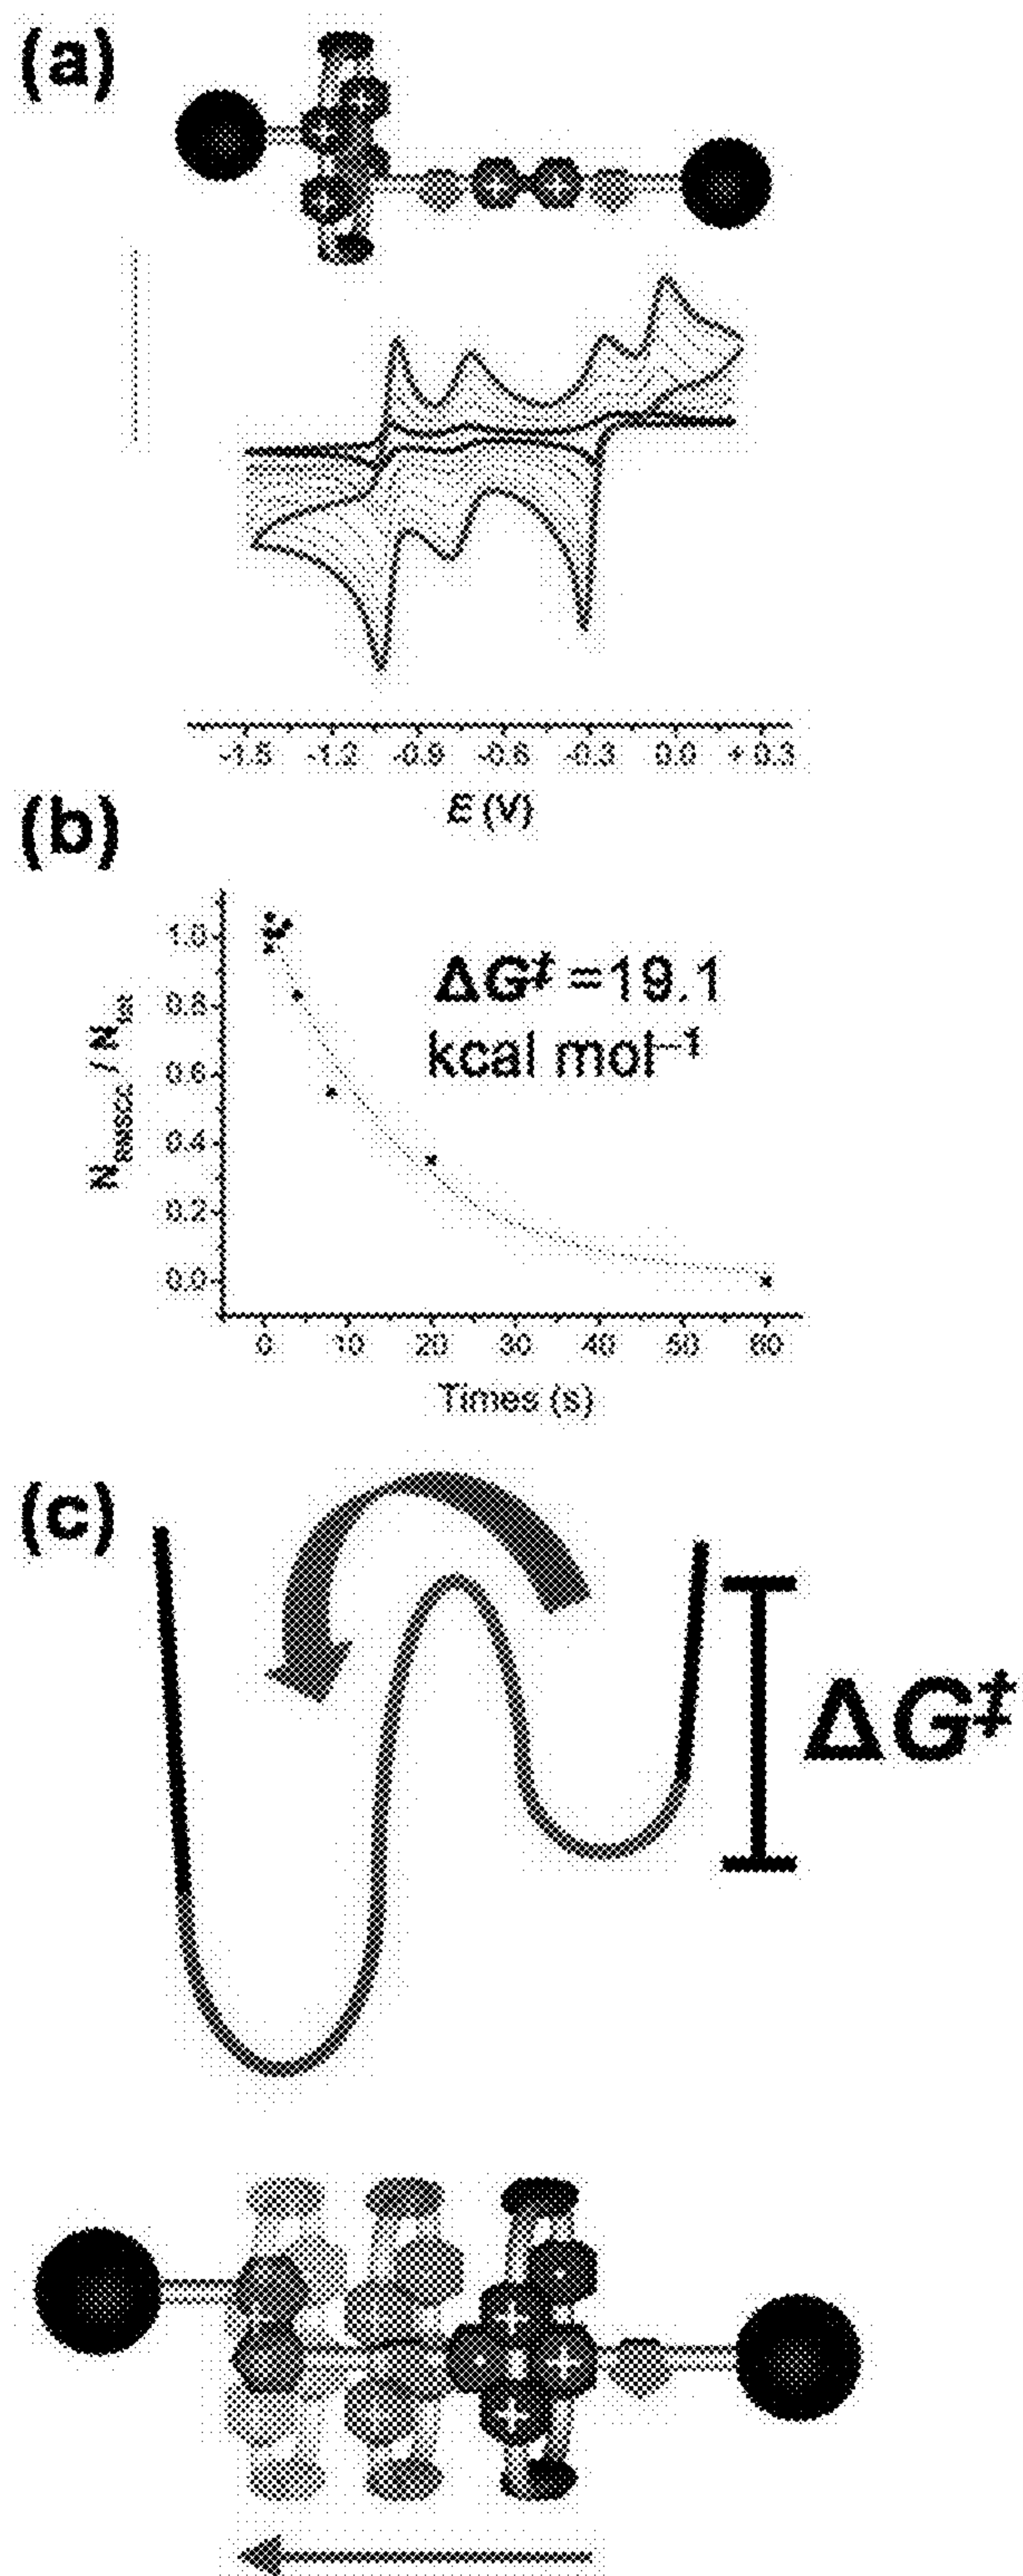 (a)
-1.5 -1.2 -0.9 -0.6 -0.3 0.0 +0.3
E (V)
(b)
1.0
0.8
0.6
0.4
0.2
0.0
ΔG‡ =19.1
kcal mol⁻¹
0 10 20 30 40 50 60
Times (s)
(c)
ΔG‡